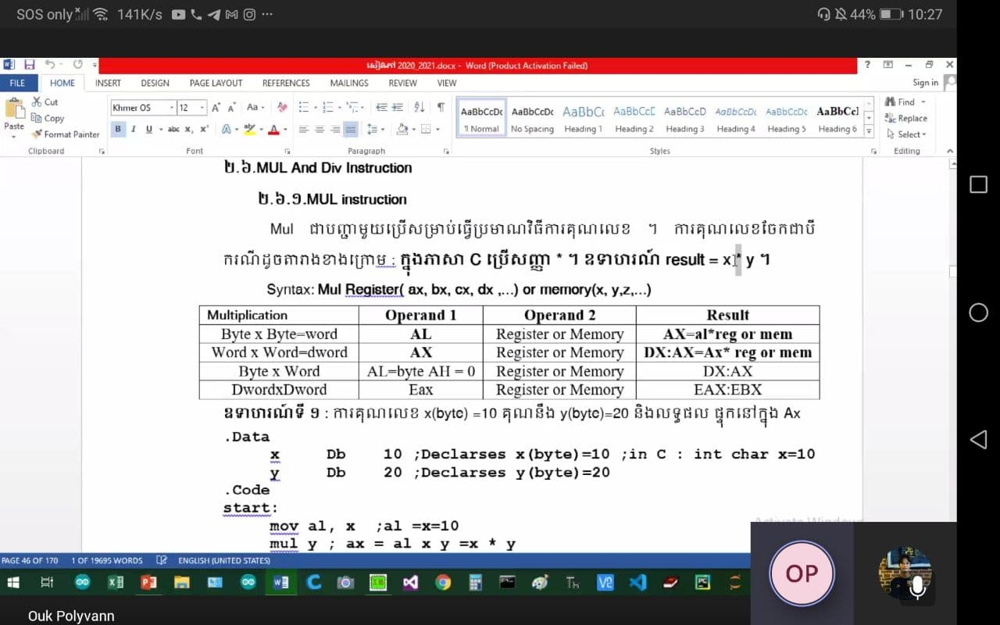 SOS only 141K/s 44% 10:27
2020_2021.docx - Word (Product Activation Failed)
FILE HOME INSERT DESIGN PAGE LAYOUT REFERENCES MAILINGS REVIEW VIEW Sign in
Cut
Copy
Paste
Format Painter
Khmer OS 12
AaBbCcDc AaBbCcDc AaBbC AaBbCcD AaBbCcD AaBbCcDc AaBbCcDc AaBbCc
¶ Normal No Spacing Heading 1 Heading 2 Heading 3 Heading 4 Heading 5 Heading 6
Find
Replace
Select
Clipboard Font Paragraph Styles Editing
២.៦.MUL And Div Instruction
២.៦.១.MUL instruction
Mul ជាបញ្ជាមួយប្រើសម្រាប់ធ្វើប្រមាណវិធីការគុណលេខ ។ ការគុណលេខចែកជាបី
ករណីដូចតារាងខាងក្រោម : ក្នុងភាសា C ប្រើសញ្ញា * ។ ឧទាហរណ៍ result = x* y ។
Syntax: Mul Register( ax, bx, cx, dx ,...) or memory(x, y,z,...)
Multiplication Operand 1 Operand 2 Result
Byte x Byte=word AL Register or Memory AX=al*reg or mem
Word x Word=dword AX Register or Memory DX:AX=Ax* reg or mem
Byte x Word AL=byte AH = 0 Register or Memory DX:AX
DwordxDword Eax Register or Memory EAX:EBX
ឧទាហរណ៍ទី ១ : ការគុណលេខ x(byte) =10 គុណនឹង y(byte)=20 និងលទ្ធផល ផ្ទុកនៅក្នុង Ax
.Data
x Db 10 ;Declarses x(byte)=10 ;in C : int char x=10
y Db 20 ;Declarses y(byte)=20
.Code
start:
mov al, x ;al =x=10
mul y ; ax = al x y =x * y
Activate Windows
PAGE 46 OF 170 1 OF 19695 WORDS ENGLISH (UNITED STATES)
OP
Ouk Polyvann